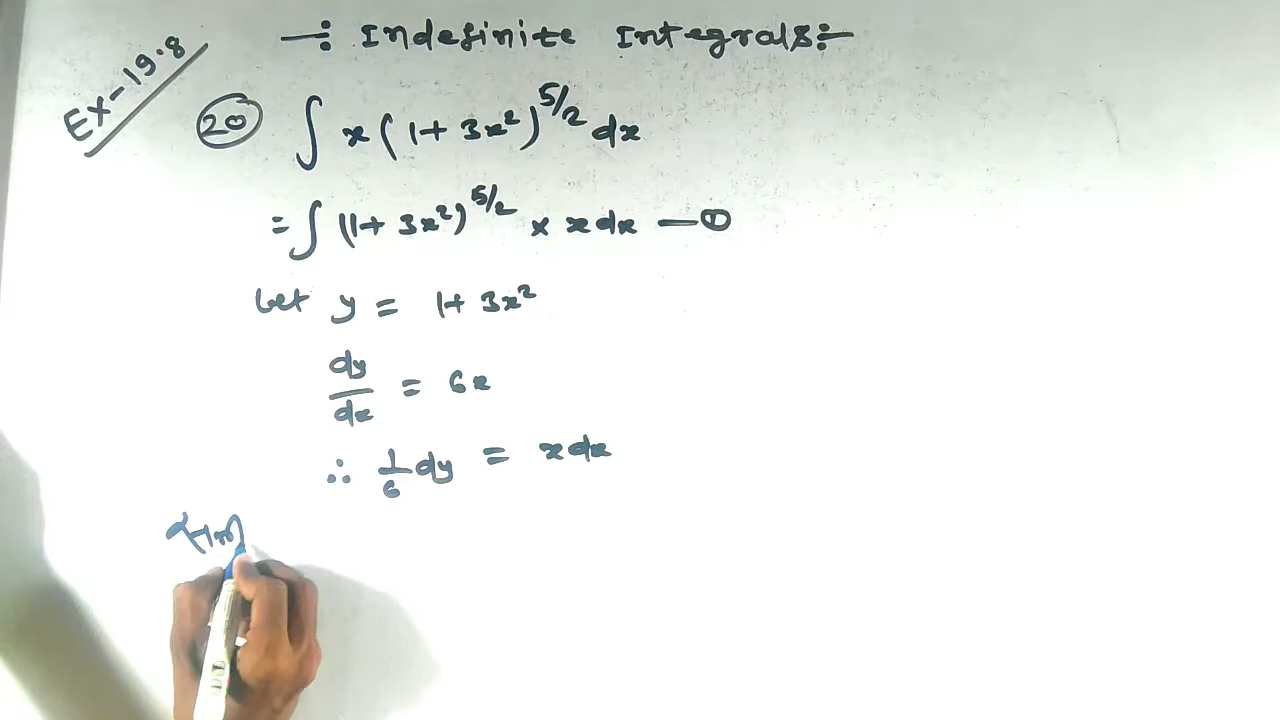 -: Indefinite Integrals:-
Ex-19.8
20 ∫ x(1+3x²)^5/2 dx
= ∫ (1+3x²)^5/2 × x dx — ①
Let y = 1+3x²
dy/dx = 6x
∴ 1/6 dy = x dx